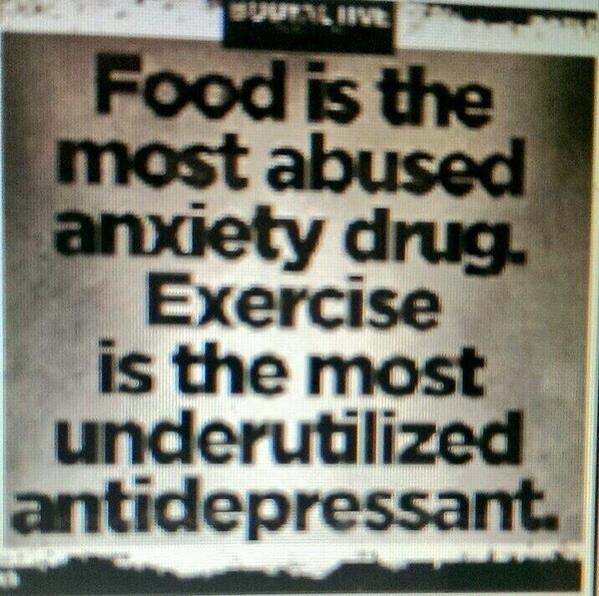 Food is the
most abused
anxiety drug.
Exercise
is the most
underutilized
antidepressant.